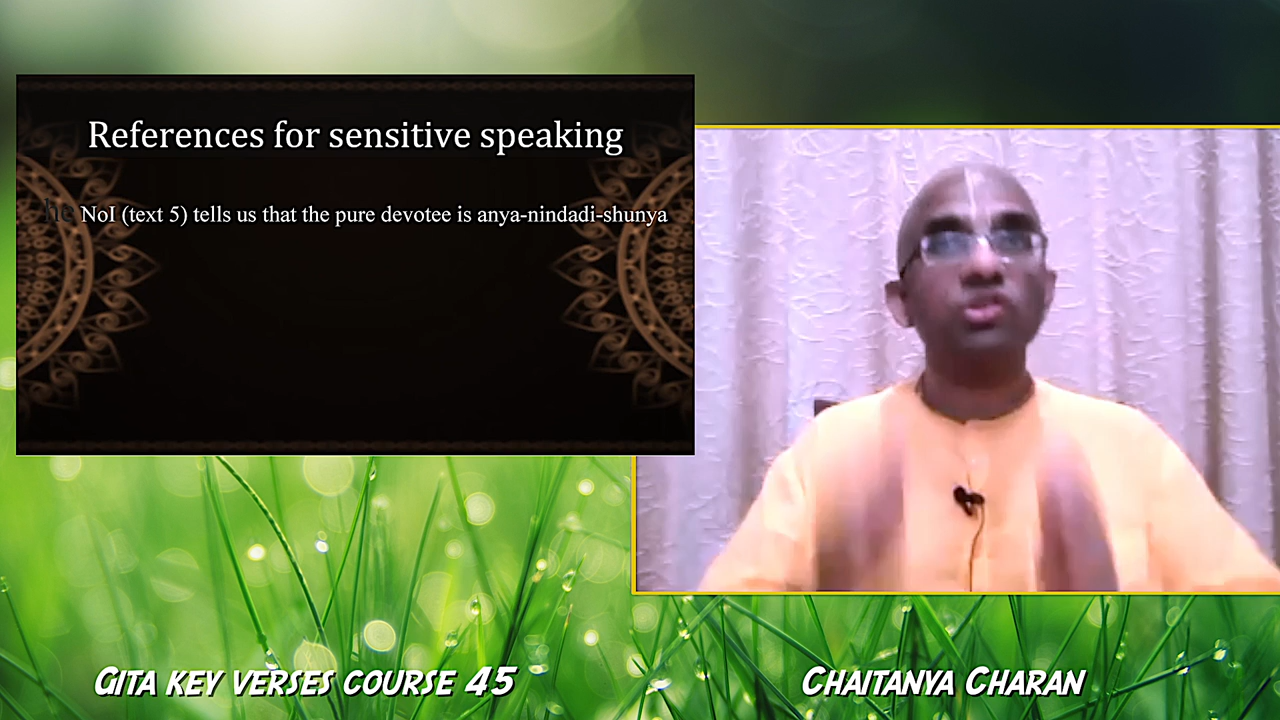 References for sensitive speaking
NoI (text 5) tells us that the pure devotee is anya-nindadi-shunya
GITA KEY VERSES COURSE 45
CHAITANYA CHARAN